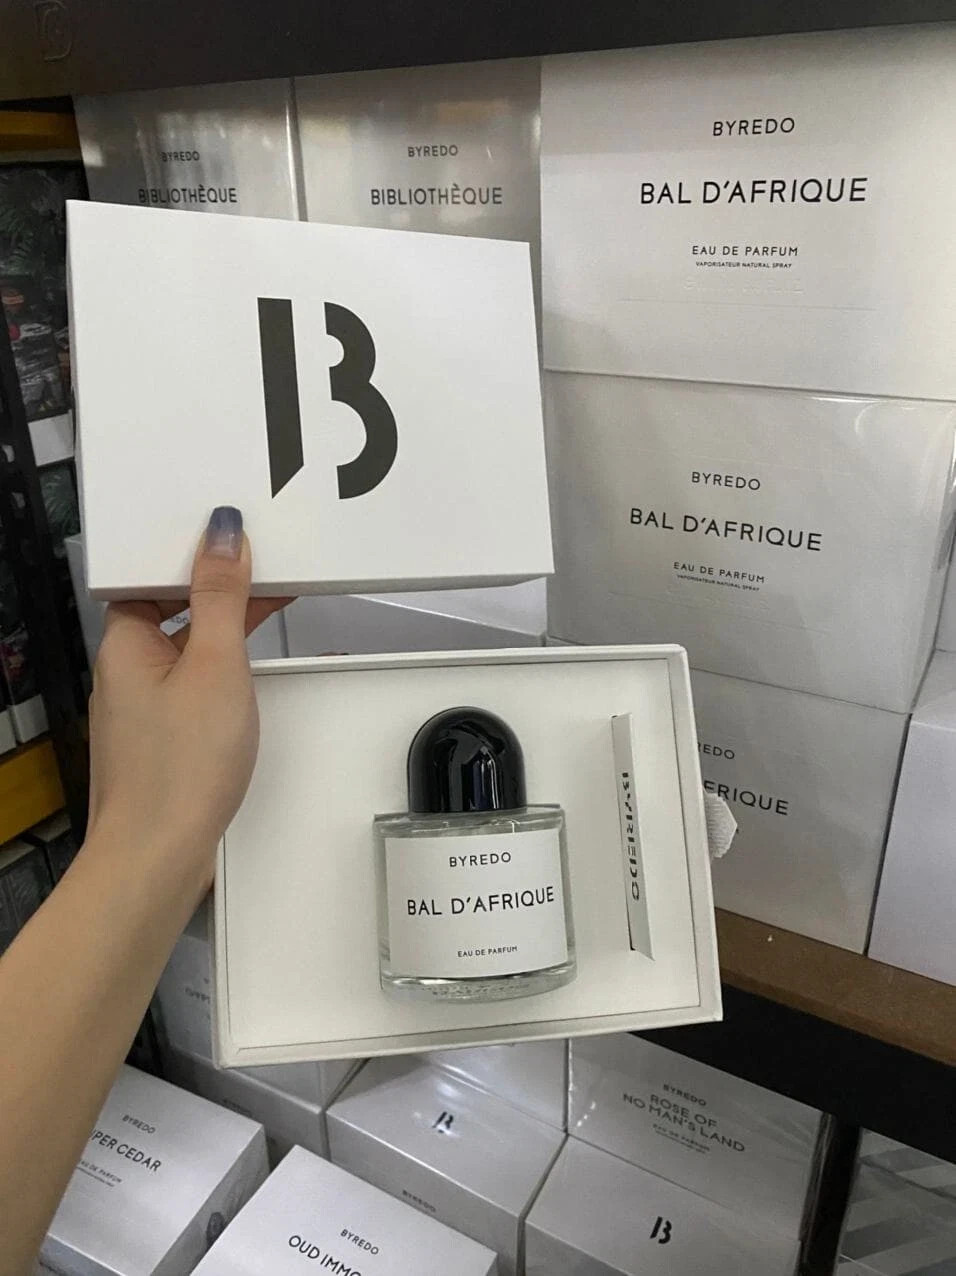 BYREDO
BIBLIOTHÈQUE
BYREDO
BIBLIOTHÈQUE
BYREDO
BAL D'AFRIQUE
EAU DE PARFUM
VAPORISATEUR NATURAL SPRAY
B
BYREDO
BAL D'AFRIQUE
EAU DE PARFUM
VAPORISATEUR NATURAL SPRAY
REDO
FRIQUE
BYREDO
BAL D'AFRIQUE
EAU DE PARFUM
BYREDO
BYREDO
PER CEDAR
EAU DE PARFUM
B
BYREDO
OUD IMMO
BYREDO
ROSE OF
NO MAN'S LAND
EAU DE PARFUM
B